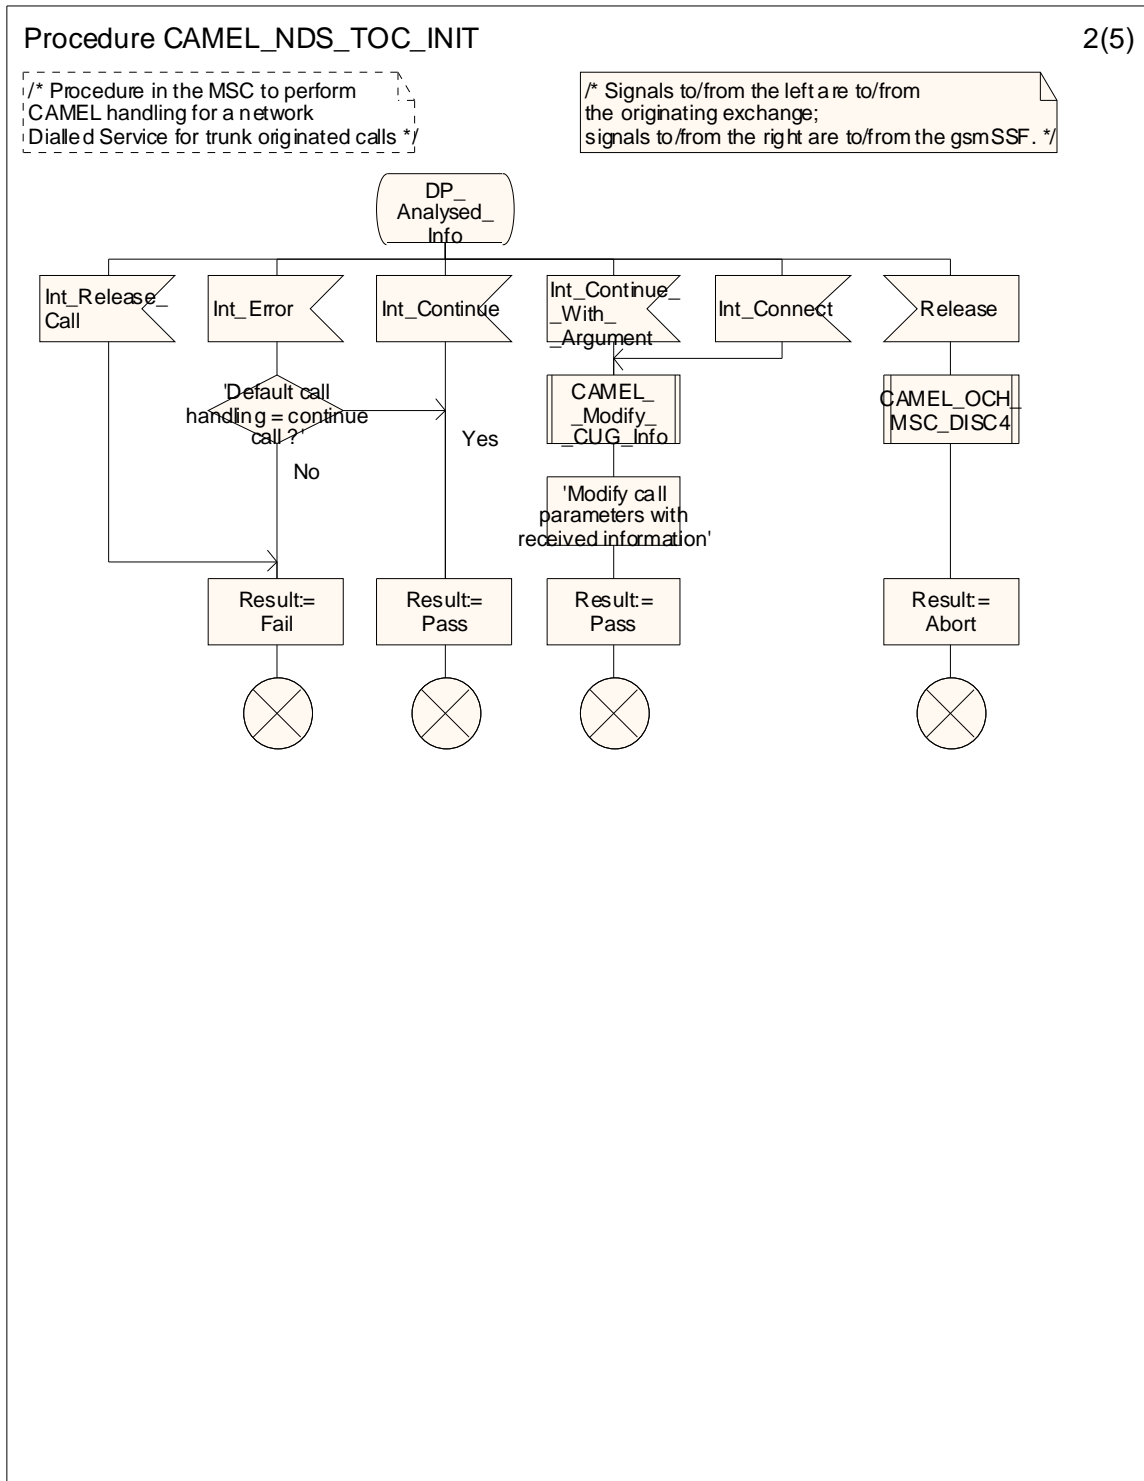 Procedure CAMEL_NDS_TOC_INIT
2(5)
/* Procedure in the MSC to perform
CAMEL handling for a network
Dialled Service for trunk originated calls */
/* Signals to/from the left are to/from
the originating exchange;
signals to/from the right are to/from the gsmSSF. */
DP_
Analysed_
Info
Int_Release_
Call
Int_Error
Int_Continue
Int_Continue_
_With_
_Argument
Int_Connect
Release
'Default call
handling = continue
call ?'
Yes
No
CAMEL_
_Modify_
_CUG_Info
CAMEL_OCH_
MSC_DISC4
'Modify call
parameters with
received information'
Result:=
Fail
Result:=
Pass
Result:=
Pass
Result:=
Abort